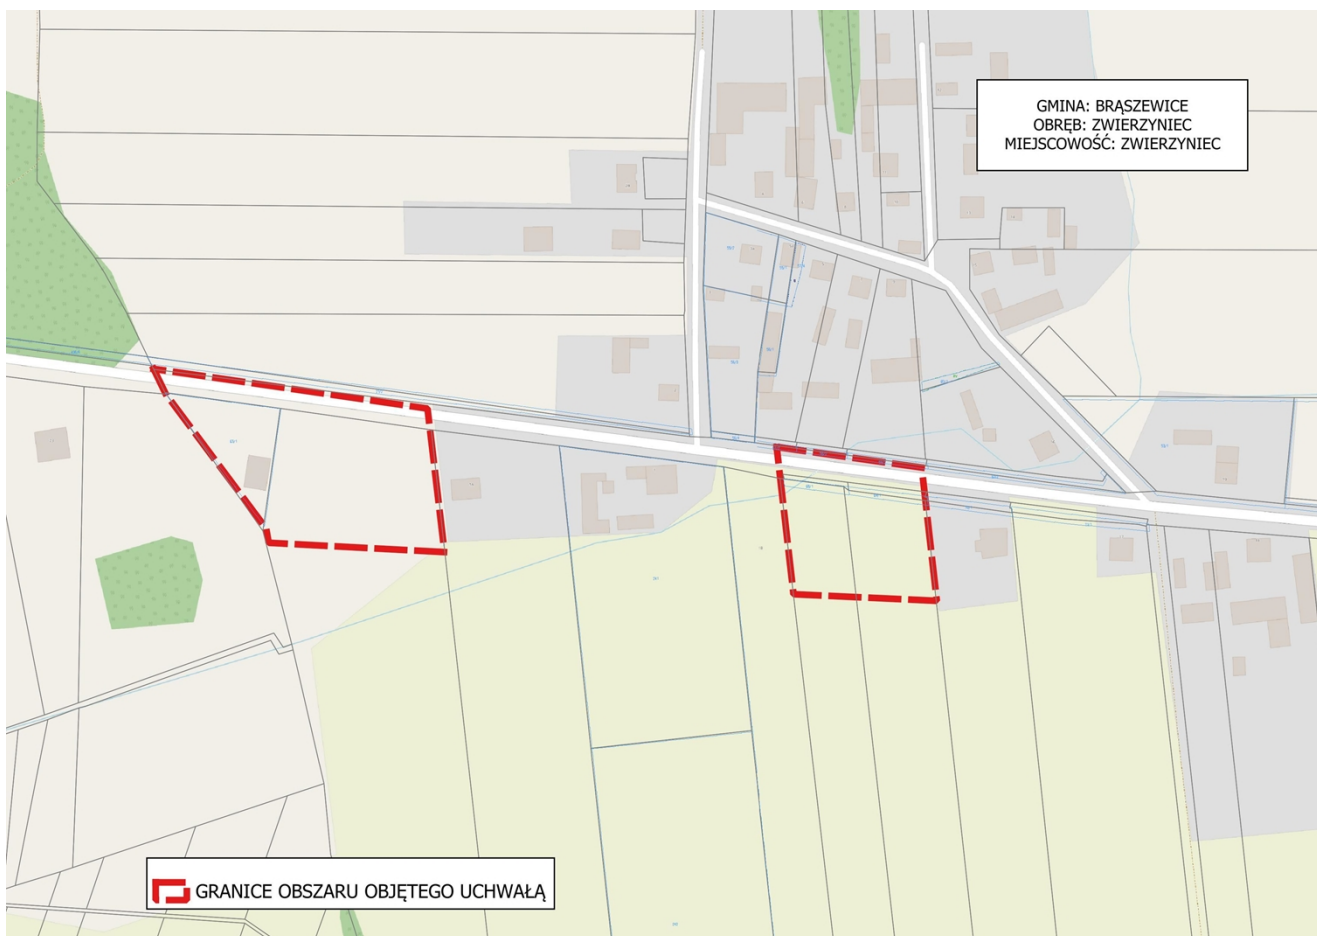 GMINA: BRĄSZEWICE
OBRĘB: ZWIERZYNIEC
MIEJSCOWOŚĆ: ZWIERZYNIEC
GRANICE OBSZARU OBJĘTEGO UCHWAŁĄ